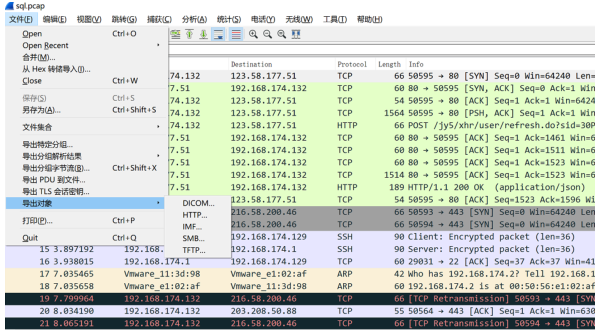 sql.pcap
文件(F) 编辑(E) 视图(V) 跳转(G) 捕获(C) 分析(A) 统计(S) 电话(Y) 无线(W) 工具(T) 帮助(H)
Open Ctrl+O
Open Recent
合并(M)...
从 Hex 转储导入(I)...
Close Ctrl+W
保存(S) Ctrl+S
另存为(A)... Ctrl+Shift+S
文件集合
导出特定分组...
导出分组解析结果
导出分组字节流(B)... Ctrl+Shift+X
导出 PDU 到文件...
导出 TLS 会话密钥...
导出对象
打印(P)... Ctrl+P
Quit Ctrl+Q
DICOM...
HTTP...
IMF...
SMB...
TFTP...
Destination Protocol Length Info
74.132 123.58.177.51 TCP 66 50595 → 80 [SYN] Seq=0 Win=64240 Len=
7.51 192.168.174.132 TCP 60 80 → 50595 [SYN, ACK] Seq=0 Ack=1 Win
74.132 123.58.177.51 TCP 54 50595 → 80 [ACK] Seq=1 Ack=1 Win=6424
74.132 123.58.177.51 TCP 1564 50595 → 80 [PSH, ACK] Seq=1 Ack=1 Win
74.132 123.58.177.51 HTTP 66 POST /jy5/xhr/user/refresh.do?sid=30P
7.51 192.168.174.132 TCP 60 80 → 50595 [ACK] Seq=1 Ack=1461 Win=6
7.51 192.168.174.132 TCP 60 80 → 50595 [ACK] Seq=1 Ack=1511 Win=6
7.51 192.168.174.132 TCP 60 80 → 50595 [ACK] Seq=1 Ack=1523 Win=6
7.51 192.168.174.132 TCP 1514 80 → 50595 [ACK] Seq=1 Ack=1523 Win=6
7.51 192.168.174.132 HTTP 189 HTTP/1.1 200 OK (application/json)
74.132 123.58.177.51 TCP 54 50595 → 80 [ACK] Seq=1523 Ack=1596 Wi
216.58.200.46 TCP 66 50593 → 443 [SYN] Seq=0 Win=64240 Len
216.58.200.46 TCP 66 50594 → 443 [SYN] Seq=0 Win=64240 Len
192.168.174.129 SSH 90 Client: Encrypted packet (len=36)
15 3.897192 192.168. 192.168.174.1 SSH 90 Server: Encrypted packet (len=36)
16 3.938015 192.168.174.1 192.168.174.129 TCP 60 29031 → 22 [ACK] Seq=37 Ack=37 Win=41
17 7.035465 Vmware_11:3d:98 Vmware_e1:02:af ARP 42 Who has 192.168.174.2? Tell 192.168.1
18 7.035658 Vmware_e1:02:af Vmware_11:3d:98 ARP 60 192.168.174.2 is at 00:50:56:e1:02:af
19 7.799964 192.168.174.132 216.58.200.46 TCP 66 [TCP Retransmission] 50593 → 443 [SYN
20 8.034190 192.168.174.132 203.208.50.88 TCP 55 50564 → 443 [ACK] Seq=1 Ack=1 Win=630
21 8.065191 192.168.174.132 216.58.200.46 TCP 66 [TCP Retransmission] 50594 → 443 [SYN